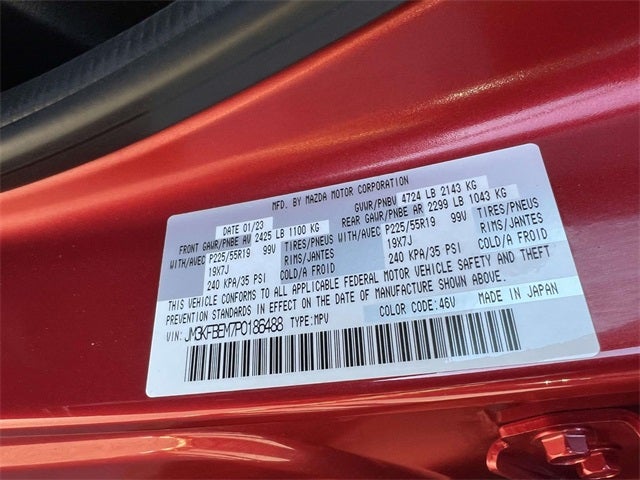 MFD. BY MAZDA MOTOR CORPORATION
DATE 01/23 GVWR/PNBV 4724 LB 2143 KG
FRONT GAWR/PNBE AV 2425 LB 1100 KG REAR GAWR/PNBE AR 2299 LB 1043 KG
WITH/AVEC P225/55R19 99V TIRES/PNEUS WITH/AVEC P225/55R19 99V TIRES/PNEUS
19X7J RIMS/JANTES 19X7J RIMS/JANTES
240 KPA/35 PSI COLD/A FROID 240 KPA/35 PSI COLD/A FROID
THIS VEHICLE CONFORMS TO ALL APPLICABLE FEDERAL MOTOR VEHICLE SAFETY AND THEFT
PREVENTION STANDARDS IN EFFECT ON THE DATE OF MANUFACTURE SHOWN ABOVE.
VIN: JM3KFBEM7P0186488 TYPE: MPV COLOR CODE: 46V MADE IN JAPAN